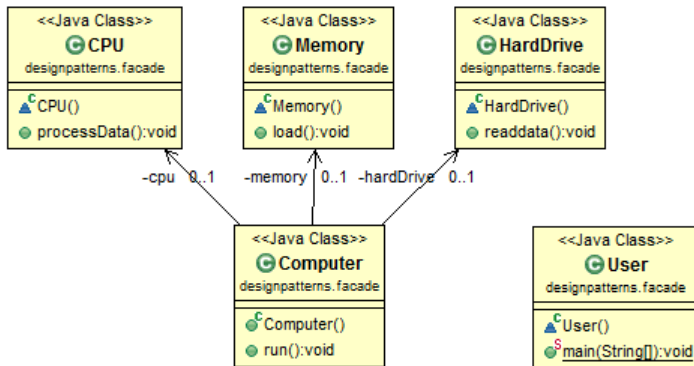 <<Java Class>>
CPU
designpatterns.facade
CPU()
processData():void
<<Java Class>>
Memory
designpatterns.facade
Memory()
load():void
<<Java Class>>
HardDrive
designpatterns.facade
HardDrive()
readdata():void
-cpu 0..1
-memory 0..1
-hardDrive 0..1
<<Java Class>>
Computer
designpatterns.facade
Computer()
run():void
<<Java Class>>
User
designpatterns.facade
User()
main(String[]):void